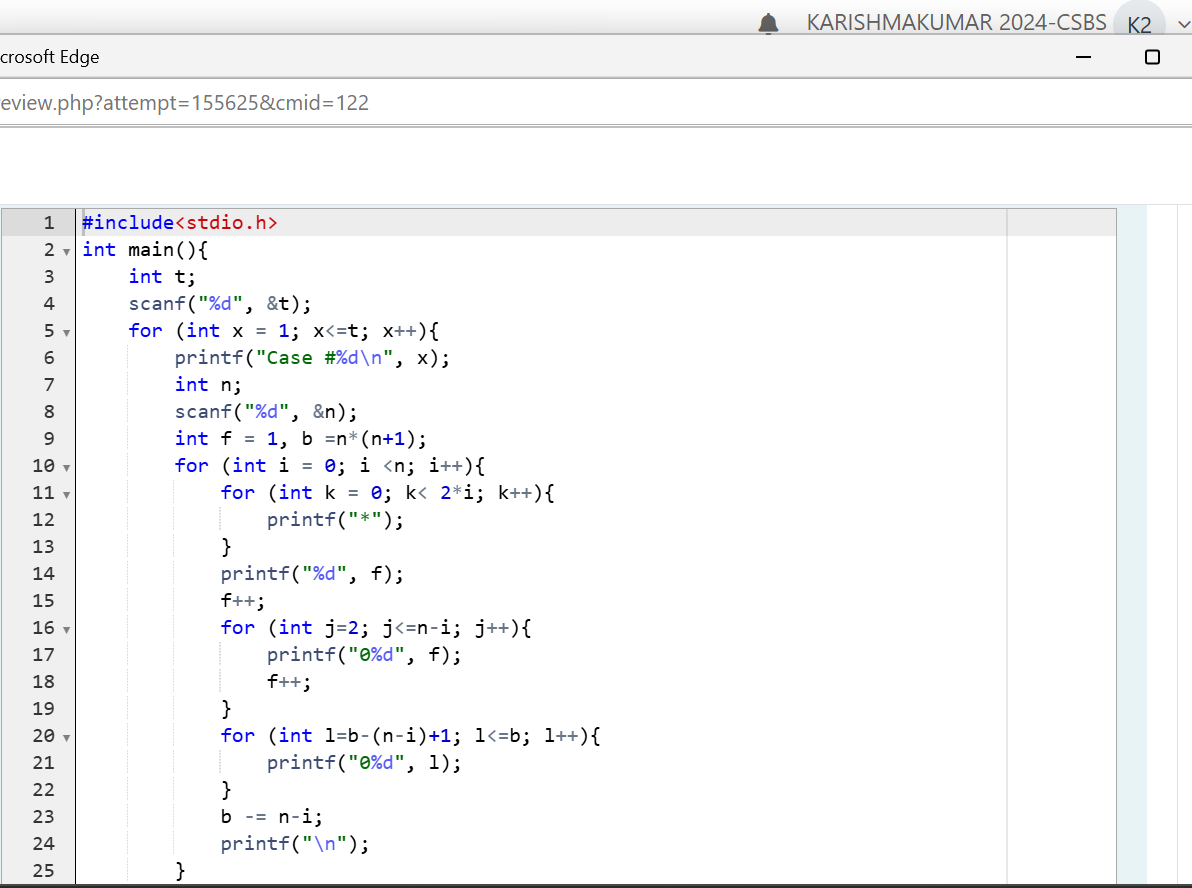 KARISHMAKUMAR 2024-CSBS K2
crosoft Edge
eview.php?attempt=155625&cmid=122
1 #include<stdio.h>
2 int main(){
3     int t;
4     scanf("%d", &t);
5     for (int x = 1; x<=t; x++){
6         printf("Case #%d\n", x);
7         int n;
8         scanf("%d", &n);
9         int f = 1, b =n*(n+1);
10         for (int i = 0; i <n; i++){
11             for (int k = 0; k< 2*i; k++){
12                 printf("*");
13             }
14             printf("%d", f);
15             f++;
16             for (int j=2; j<=n-i; j++){
17                 printf("0%d", f);
18                 f++;
19             }
20             for (int l=b-(n-i)+1; l<=b; l++){
21                 printf("0%d", l);
22             }
23             b -= n-i;
24             printf("\n");
25         }